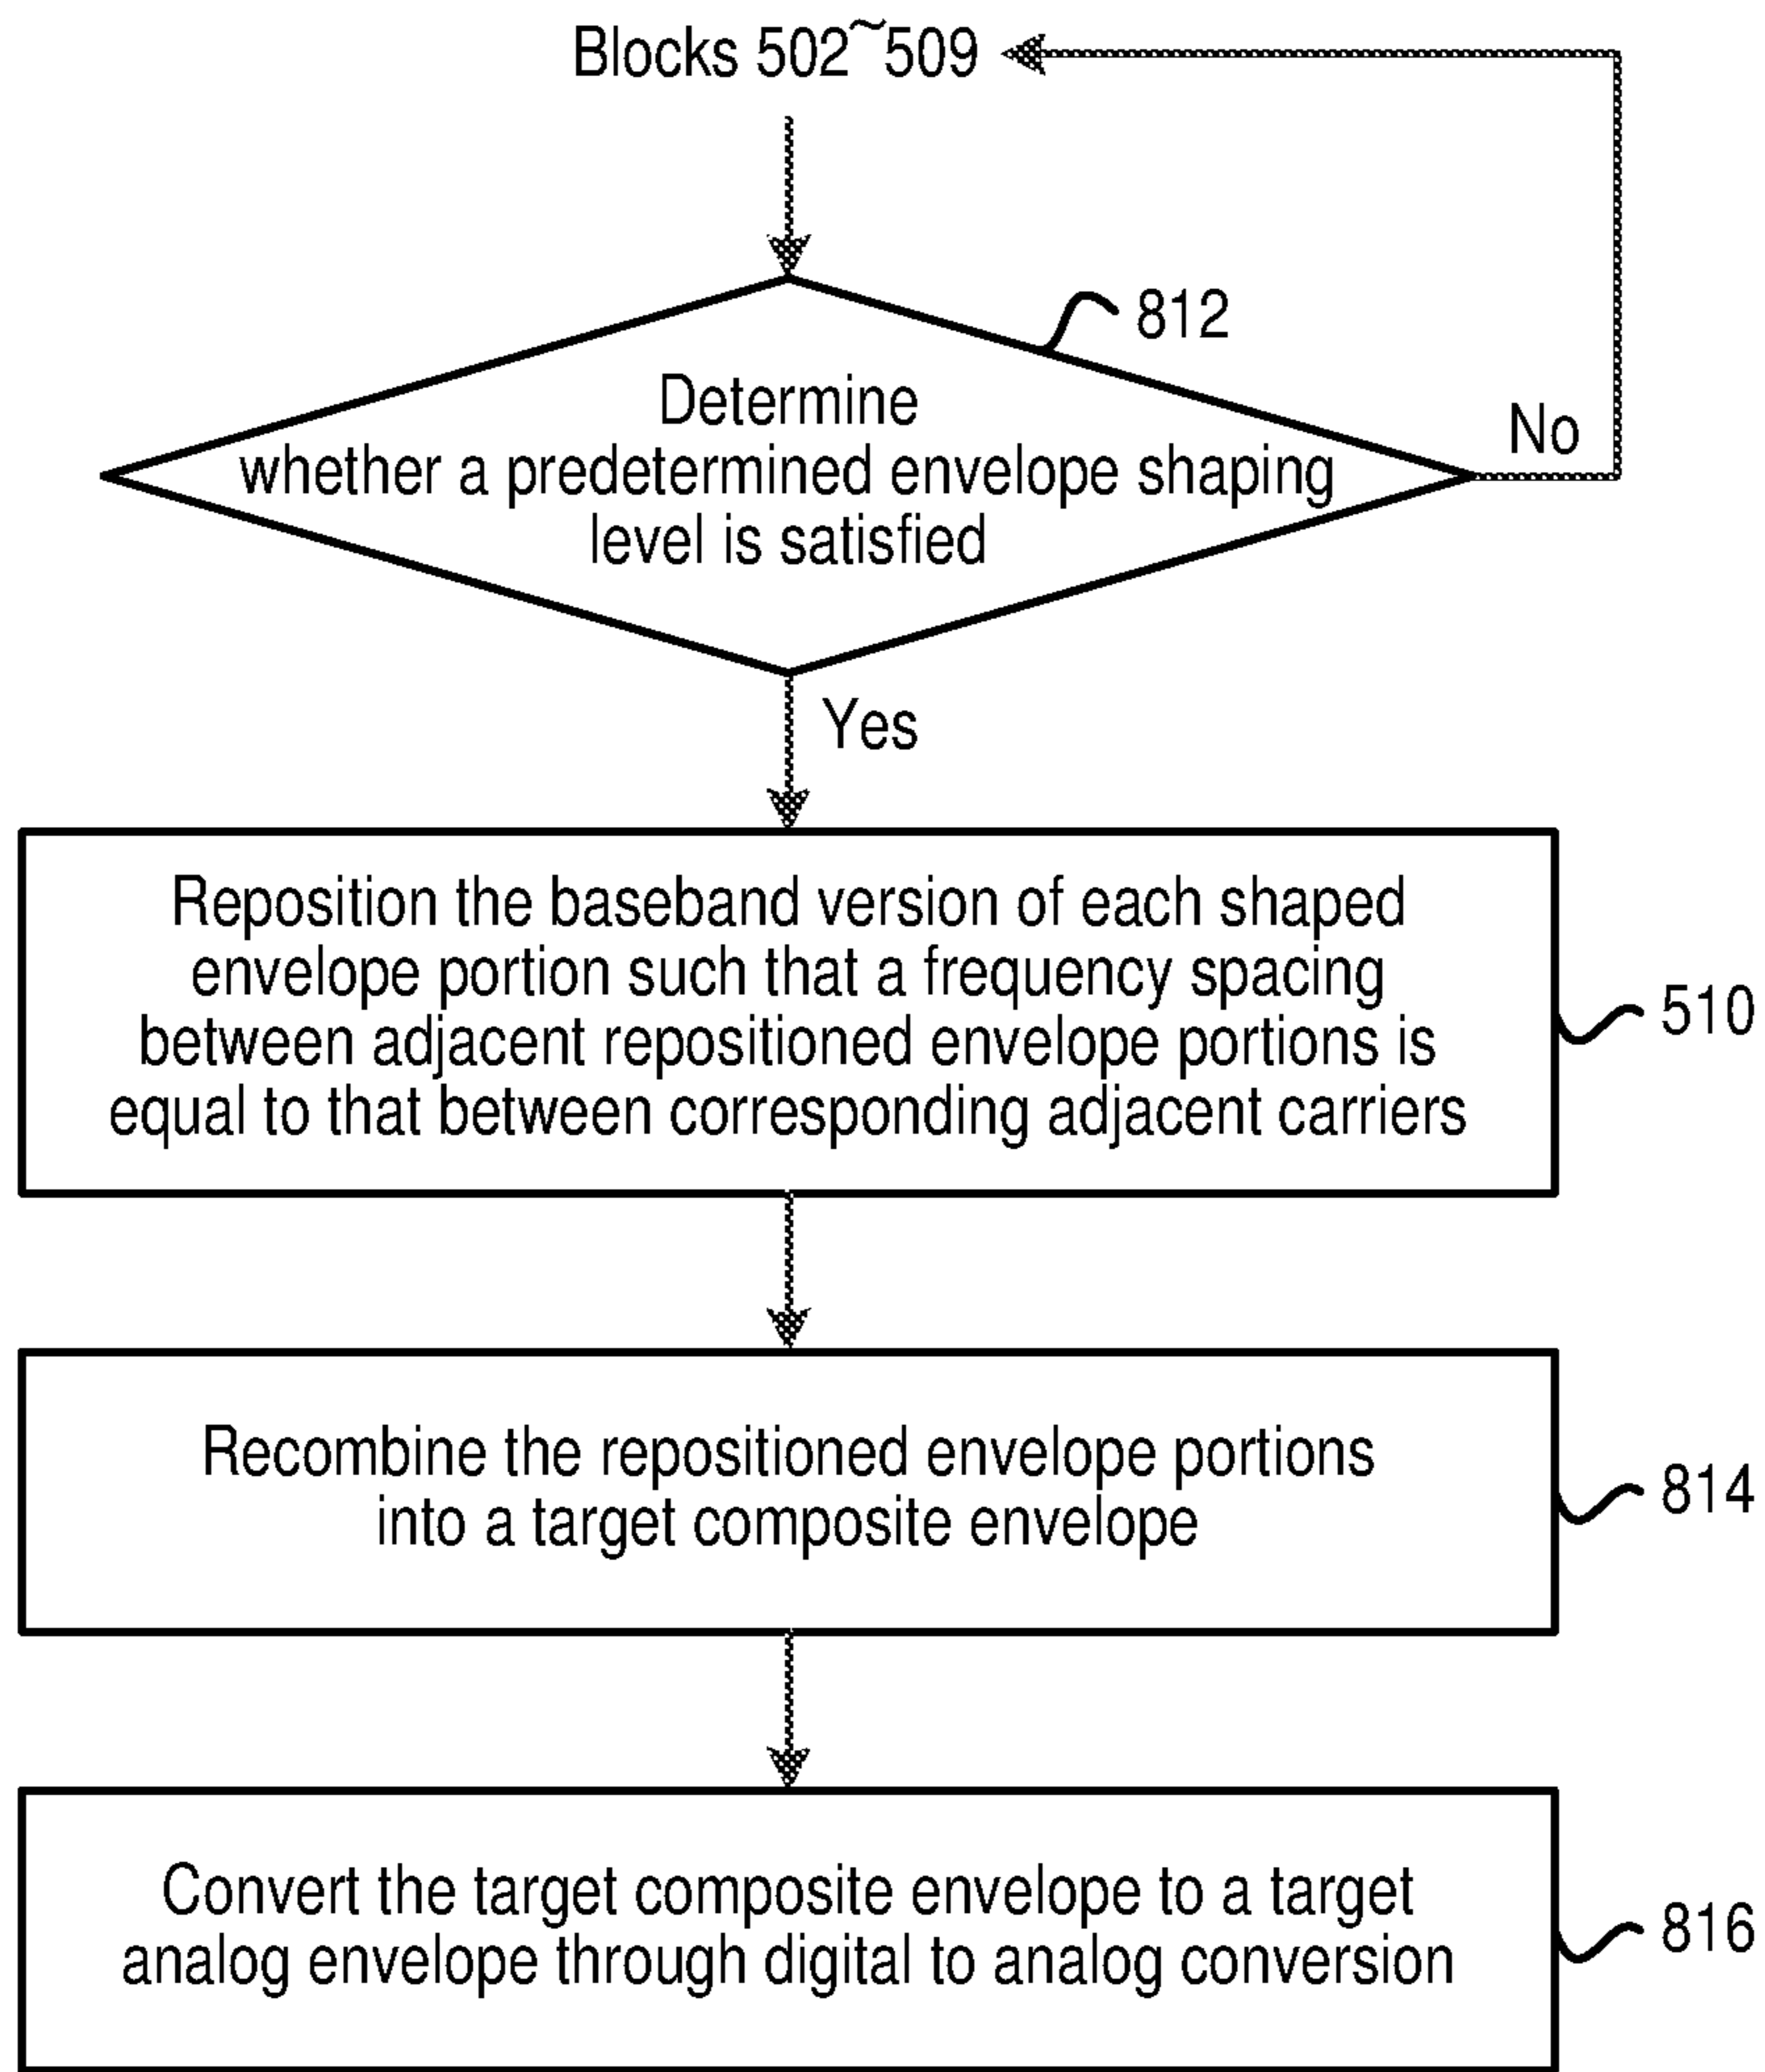 Blocks 502~509
812
Determine
whether a predetermined envelope shaping
level is satisfied
No
Yes
Reposition the baseband version of each shaped
envelope portion such that a frequency spacing
between adjacent repositioned envelope portions is
equal to that between corresponding adjacent carriers
510
Recombine the repositioned envelope portions
into a target composite envelope
814
Convert the target composite envelope to a target
analog envelope through digital to analog conversion
816